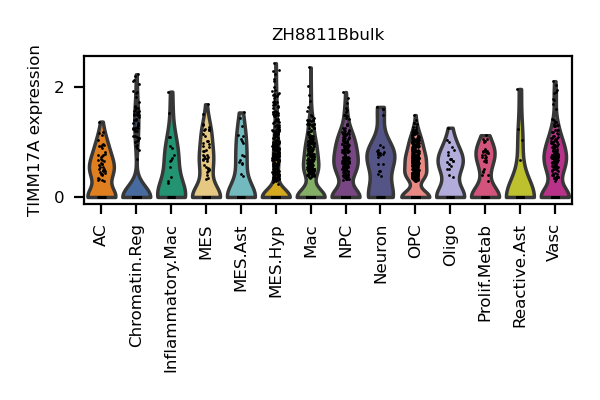 ZH8811Bbulk
TIMM17A expression
2
0
AC
Chromatin.Reg
Inflammatory.Mac
MES
MES.Ast
MES.Hyp
Mac
NPC
Neuron
OPC
Oligo
Prolif.Metab
Reactive.Ast
Vasc